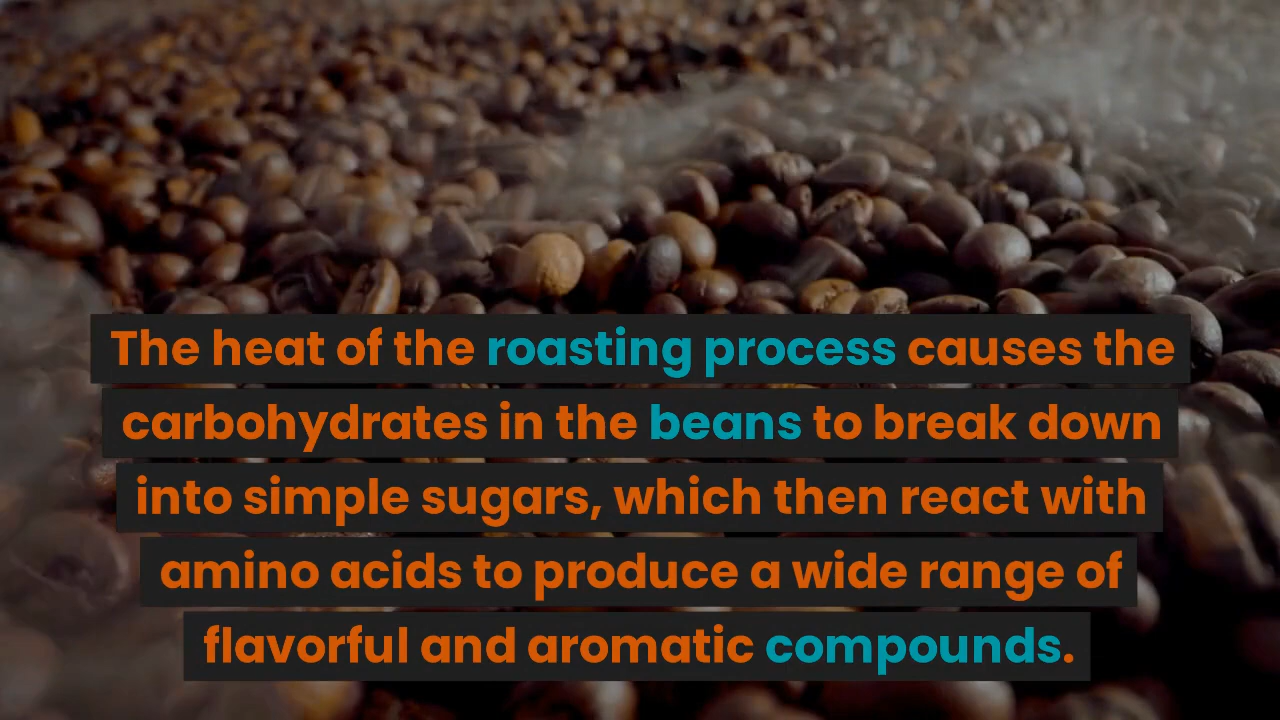 The heat of the roasting process causes the
carbohydrates in the beans to break down
into simple sugars, which then react with
amino acids to produce a wide range of
flavorful and aromatic compounds.